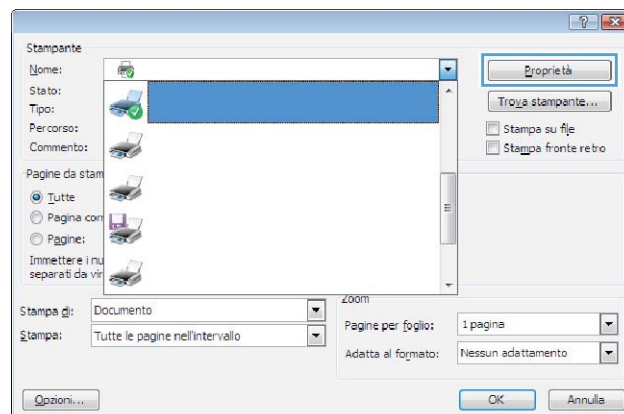 Stampante
Nome:
Proprietà
Stato:
Tipo:
Trova stampante...
Percorso:
Stampa su file
Commento:
Stampa fronte retro
Pagine da stam
Tutte
Pagina corr
Pagine:
Immettere i nu
separati da vir
Zoom
Stampa di: Documento
Pagine per foglio: 1 pagina
Stampa: Tutte le pagine nell'intervallo
Adatta al formato: Nessun adattamento
Opzioni...
OK
Annulla